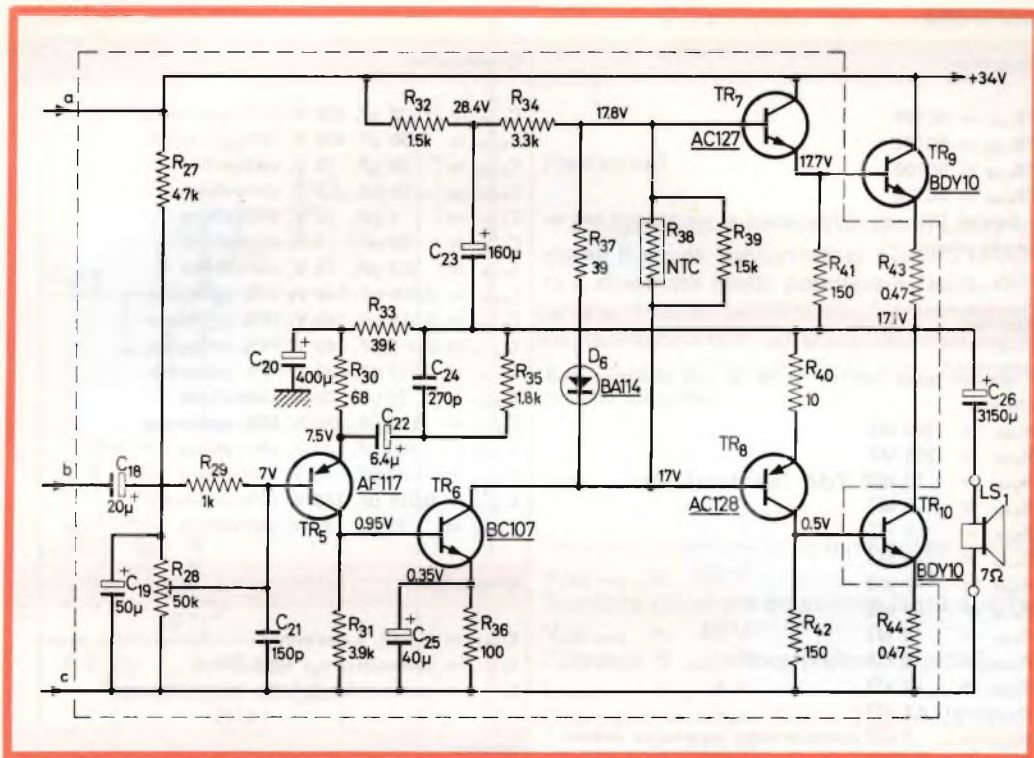 a
+34V
R32
1.5k
28.4V
R34
3.3k
17.8V
TR7
AC127
17.7V
TR9
BDY10
R27
47k
C23
160µ
R37
39
R38
NTC
R39
1.5k
R41
150
R43
0.47
17.1V
R33
39k
C20
400µ
R30
68
C24
270p
R35
1.8k
D6
BA114
R40
10
C26
3150µ
7.5V
C22
6.4µ
b
C18
20µ
R29
1k
7V
AF117
TR5
TR6
BC107
17V
TR8
AC128
TR10
BDY10
LS1
7Ω
0.95V
0.35V
0.5V
C19
50µ
R28
50k
C21
150p
R31
3.9k
C25
40µ
R36
100
R42
150
R44
0.47
c